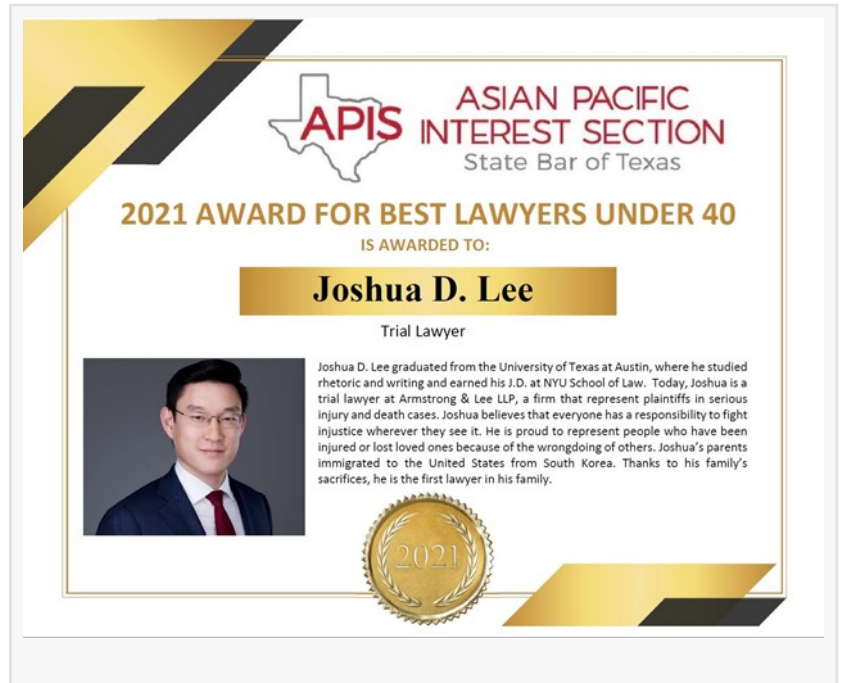 APIS
ASIAN PACIFIC
INTEREST SECTION
State Bar of Texas
2021 AWARD FOR BEST LAWYERS UNDER 40
IS AWARDED TO:
Joshua D. Lee
Trial Lawyer
Joshua D. Lee graduated from the University of Texas at Austin, where he studied
rhetoric and writing and earned his J.D. at NYU School of Law. Today, Joshua is a
trial lawyer at Armstrong & Lee LLP, a firm that represent plaintiffs in serious
injury and death cases. Joshua believes that everyone has a responsibility to fight
injustice wherever they see it. He is proud to represent people who have been
injured or lost loved ones because of the wrongdoing of others. Joshua’s parents
immigrated to the United States from South Korea. Thanks to his family’s
sacrifices, he is the first lawyer in his family.
2021